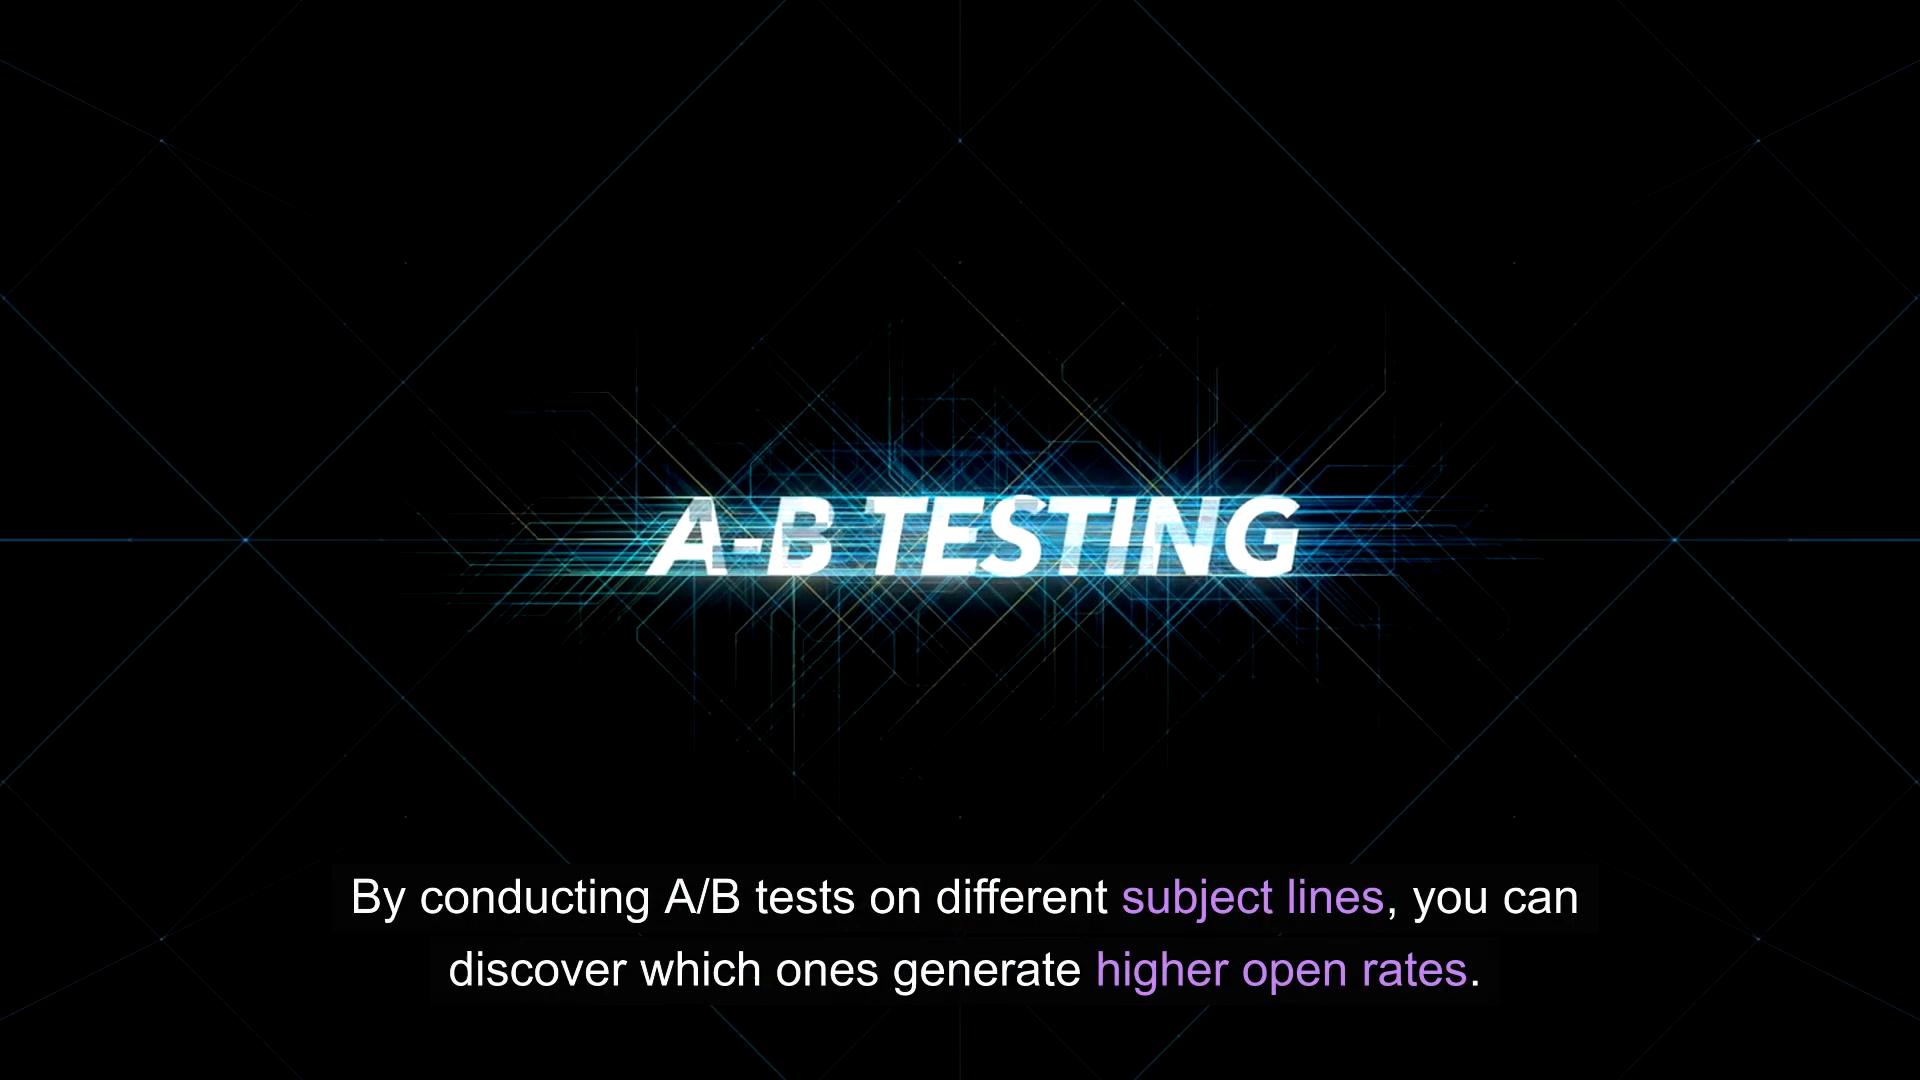 A-B TESTING
By conducting A/B tests on different subject lines, you can
discover which ones generate higher open rates.